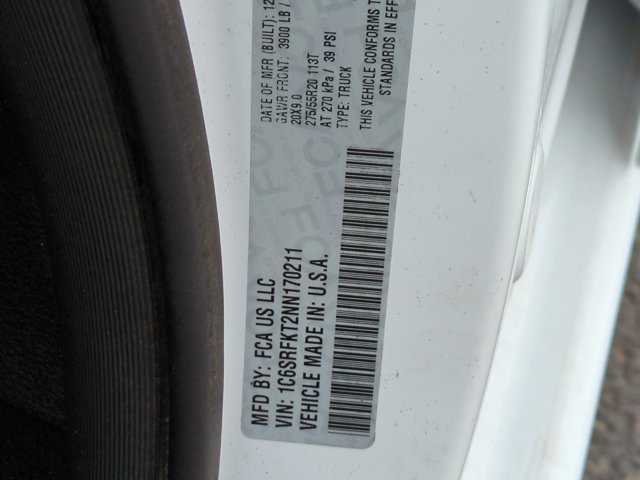 MFD BY: FCA US LLC
VIN: 1C6SRFKT2NN170211
VEHICLE MADE IN: U.S.A.
DATE OF MFR (BUILT): 12
GAWR FRONT: 3900 LB /
20X9.0
275/55R20 113T
AT 270 kPa / 39 PSI
TYPE: TRUCK
THIS VEHICLE CONFORMS T
STANDARDS IN EFF